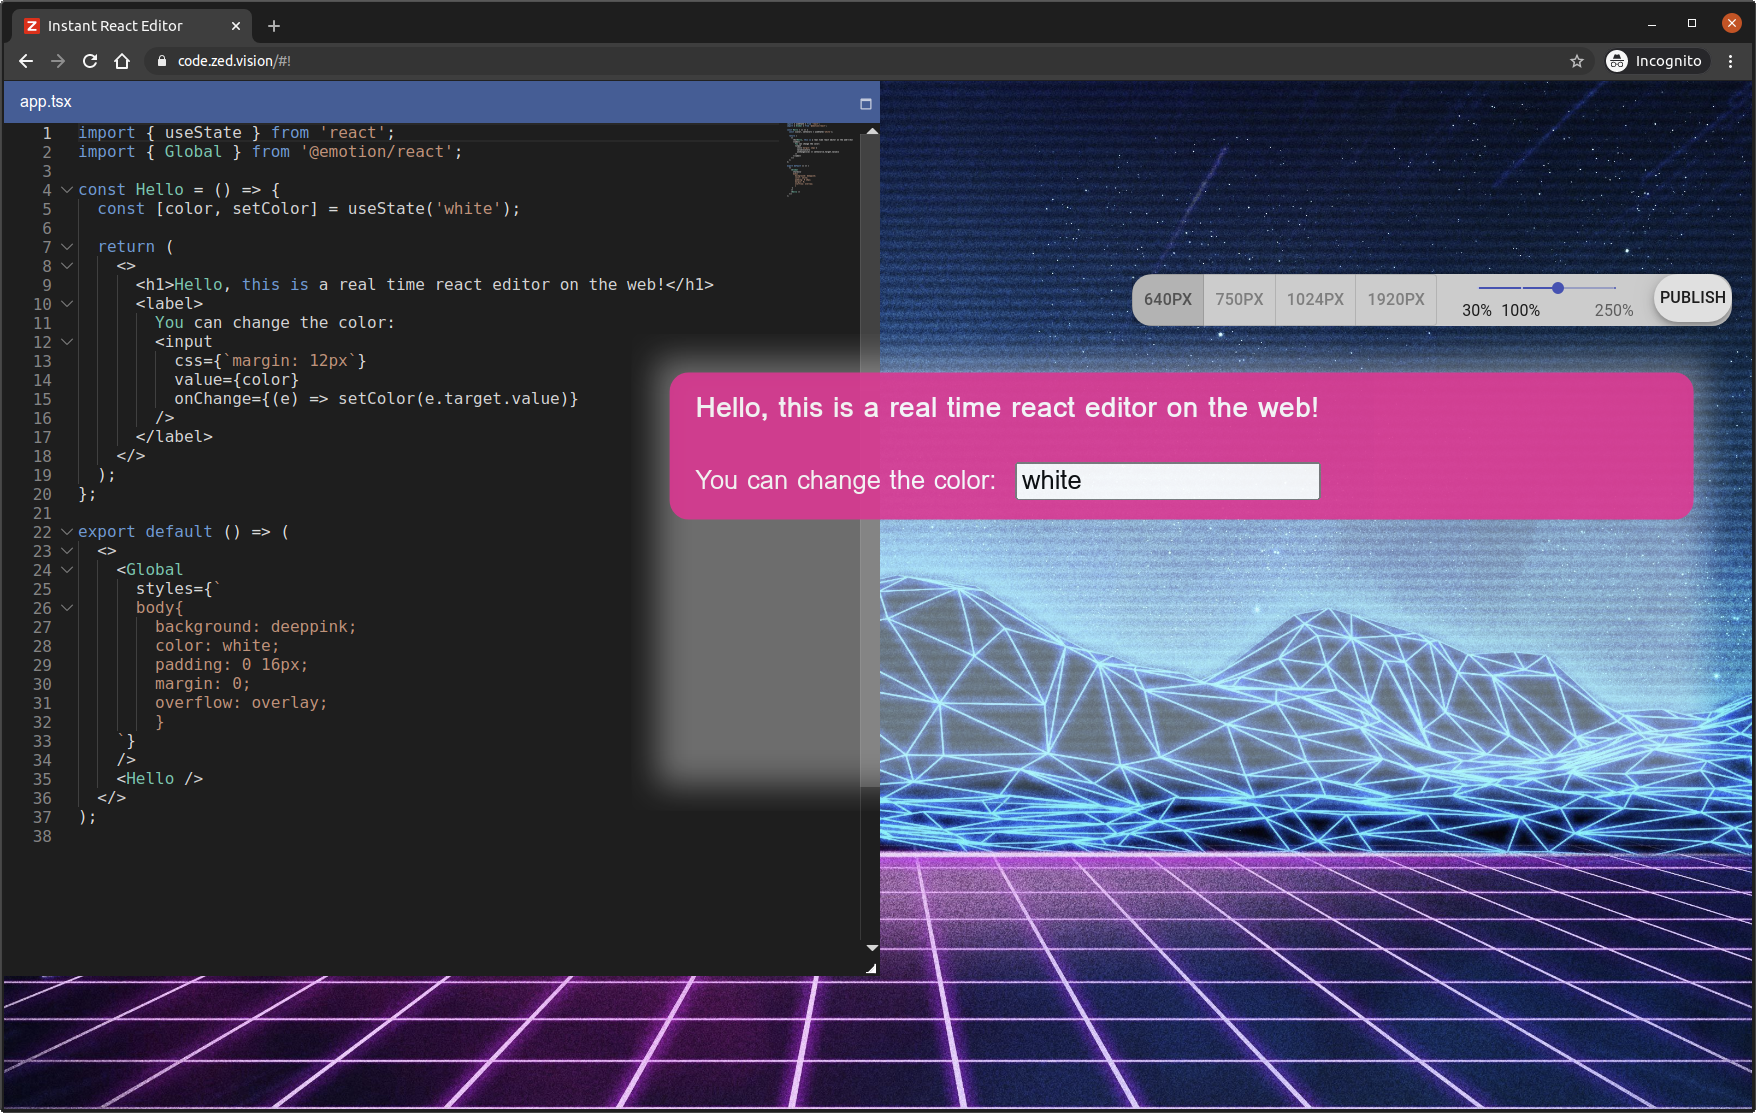 Instant React Editor
code.zed.vision/#!
Incognito
app.tsx
1 import { useState } from 'react';
2 import { Global } from '@emotion/react';
3
4 const Hello = () => {
5 const [color, setColor] = useState('white');
6
7 return (
8 <>
9 <h1>Hello, this is a real time react editor on the web!</h1>
10 <label>
11 You can change the color:
12 <input
13 css={`margin: 12px`}
14 value={color}
15 onChange={(e) => setColor(e.target.value)}
16 />
17 </label>
18 </>
19 );
20 };
21
22 export default () => (
23 <>
24 <Global
25 styles={`
26 body{
27 background: deeppink;
28 color: white;
29 padding: 0 16px;
30 margin: 0;
31 overflow: overlay;
32 }
33 `}
34 />
35 <Hello />
36 </>
37 );
38
640PX 750PX 1024PX 1920PX
30% 100% 250%
PUBLISH
Hello, this is a real time react editor on the web!
You can change the color: white